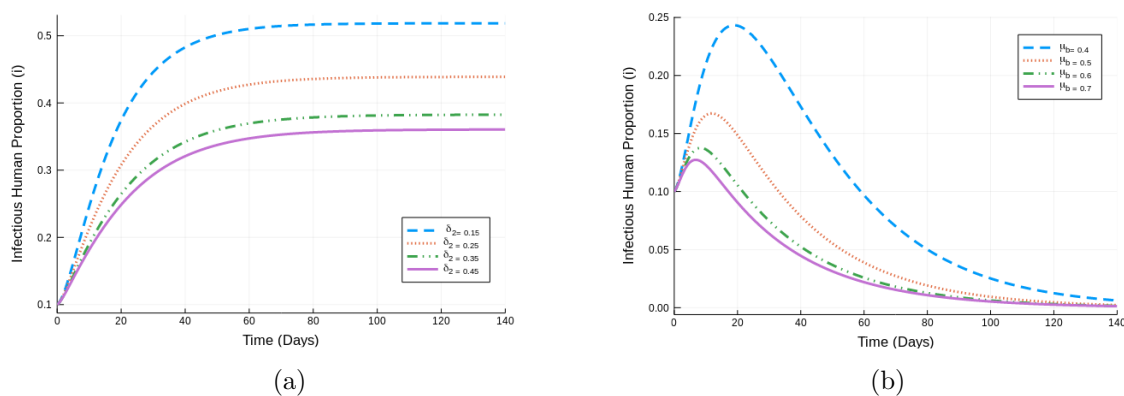 Infectious Human Proportion (i)
0.5
0.4
0.3
0.2
0.1
δ2= 0.15
δ2 = 0.25
δ2 = 0.35
δ2 = 0.45
0 20 40 60 80 100 120 140
Time (Days)
(a)
Infectious Human Proportion (i)
0.25
0.20
0.15
0.10
0.05
0.00
μb= 0.4
μb = 0.5
μb = 0.6
μb = 0.7
0 20 40 60 80 100 120 140
Time (Days)
(b)